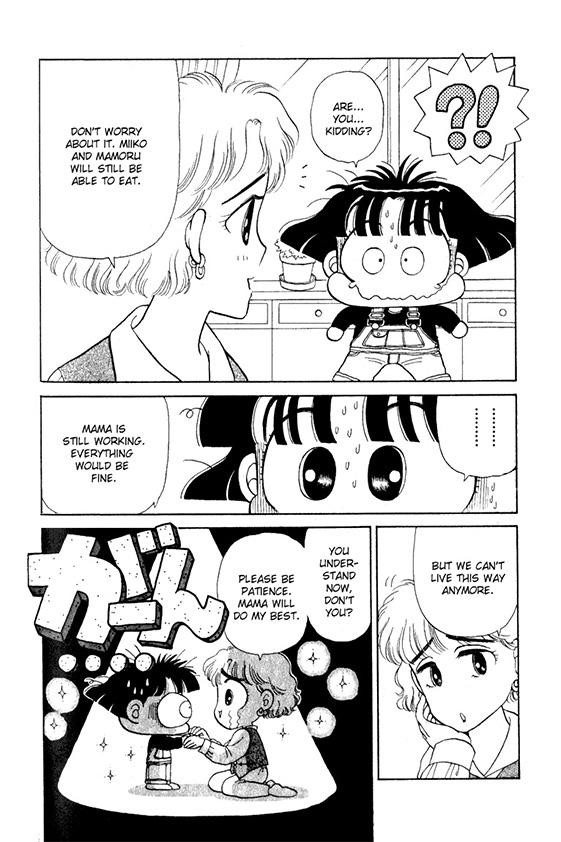 ?!
ARE...
YOU...
KIDDING?
DON'T WORRY
ABOUT IT. MIIKO
AND MAMORU
WILL STILL BE
ABLE TO EAT.
......
MAMA IS
STILL WORKING.
EVERYTHING
WOULD BE
FINE.
BUT WE CAN'T
LIVE THIS WAY
ANYMORE.
YOU
UNDER-
STAND
NOW,
DON'T
YOU?
PLEASE BE
PATIENCE.
MAMA WILL
DO MY BEST.
がーん